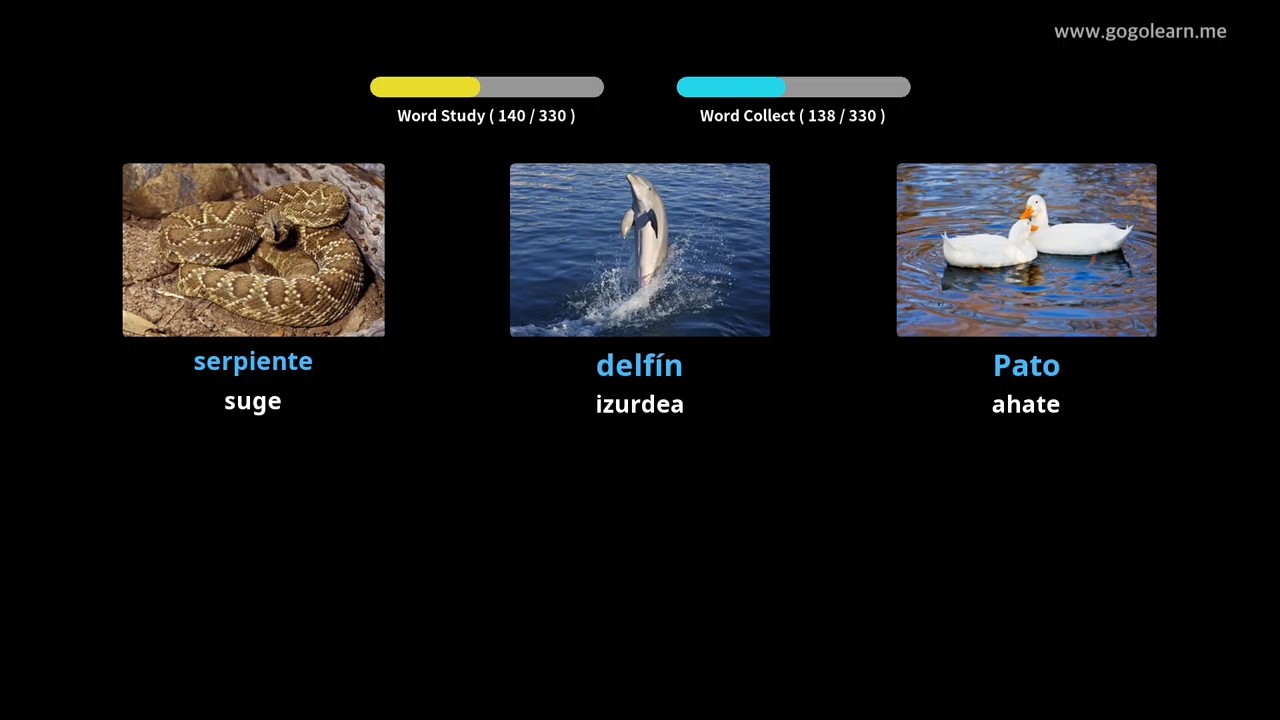 www.gogolearn.me
Word Study ( 140 / 330 )
Word Collect ( 138 / 330 )
serpiente
suge
delfín
izurdea
Pato
ahate